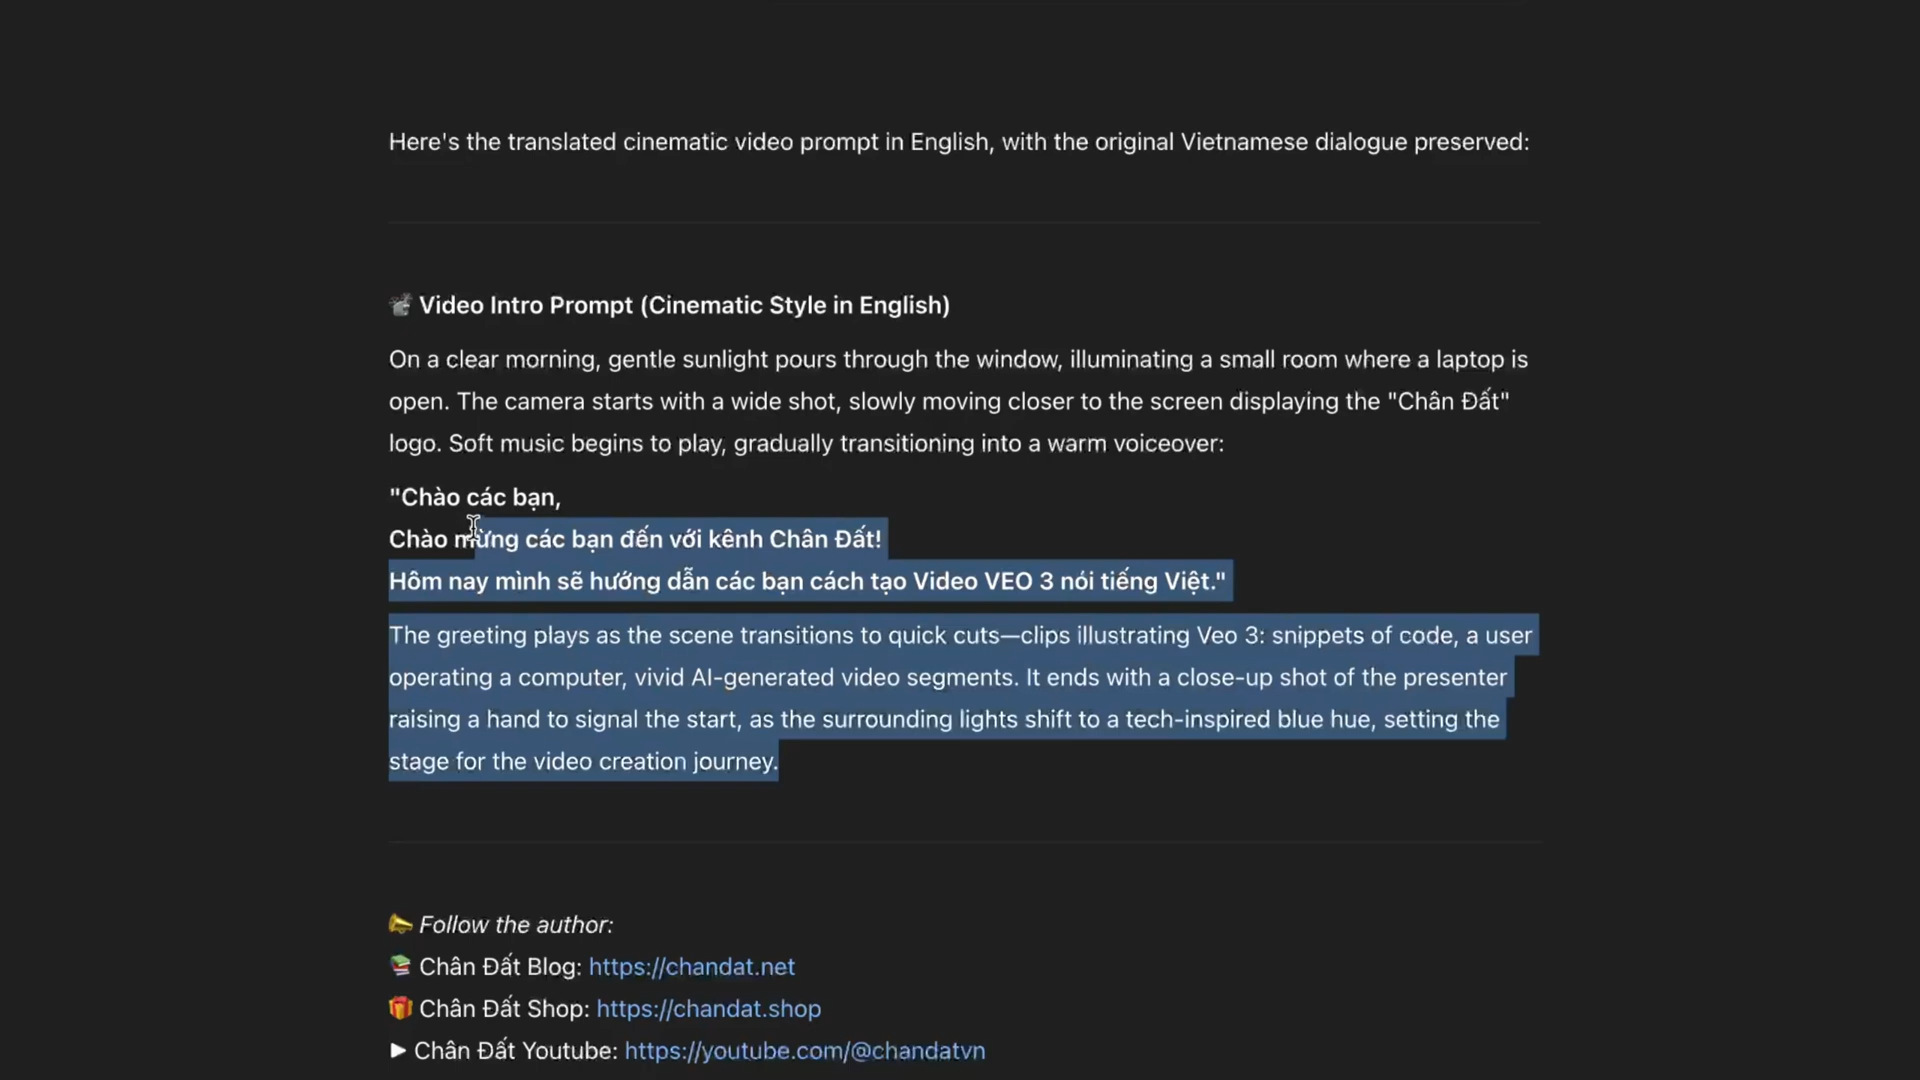 Here's the translated cinematic video prompt in English, with the original Vietnamese dialogue preserved:
Video Intro Prompt (Cinematic Style in English)
On a clear morning, gentle sunlight pours through the window, illuminating a small room where a laptop is
open. The camera starts with a wide shot, slowly moving closer to the screen displaying the "Chân Đất"
logo. Soft music begins to play, gradually transitioning into a warm voiceover:
"Chào các bạn,
Chào mừng các bạn đến với kênh Chân Đất!
Hôm nay mình sẽ hướng dẫn các bạn cách tạo Video VEO 3 nói tiếng Việt."
The greeting plays as the scene transitions to quick cuts—clips illustrating Veo 3: snippets of code, a user
operating a computer, vivid AI-generated video segments. It ends with a close-up shot of the presenter
raising a hand to signal the start, as the surrounding lights shift to a tech-inspired blue hue, setting the
stage for the video creation journey.
Follow the author:
Chân Đất Blog: https://chandat.net
Chân Đất Shop: https://chandat.shop
Chân Đất Youtube: https://youtube.com/@chandatvn